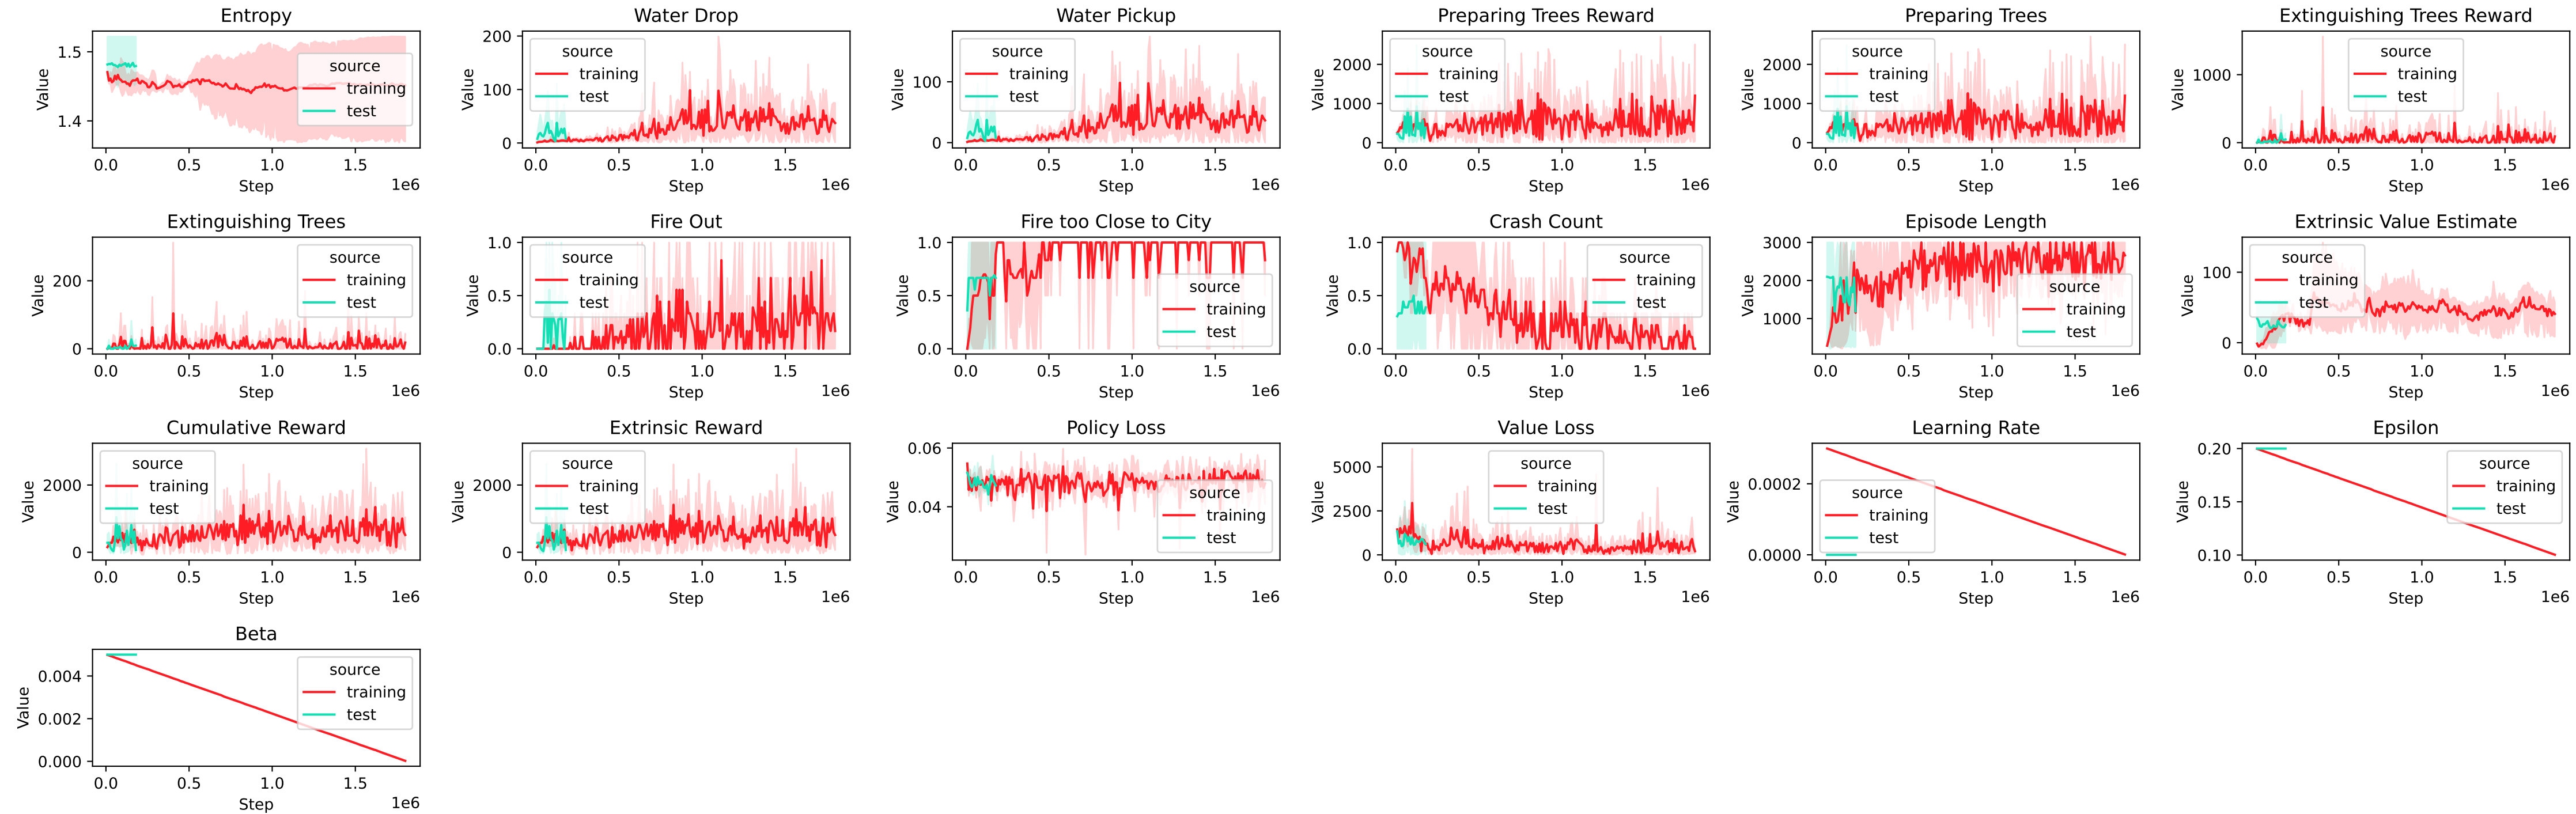 Entropy
Value
1.5
1.4
source
training
test
0.0 0.5 1.0 1.5
Step
1e6
Water Drop
Value
200
100
0
source
training
test
0.0 0.5 1.0 1.5
Step
1e6
Water Pickup
Value
100
0
source
training
test
0.0 0.5 1.0 1.5
Step
1e6
Preparing Trees Reward
Value
2000
1000
0
source
training
test
0.0 0.5 1.0 1.5
Step
1e6
Preparing Trees
Value
2000
1000
0
source
training
test
0.0 0.5 1.0 1.5
Step
1e6
Extinguishing Trees Reward
Value
1000
0
source
training
test
0.0 0.5 1.0 1.5
Step
1e6
Extinguishing Trees
Value
200
0
source
training
test
0.0 0.5 1.0 1.5
Step
1e6
Fire Out
Value
1.0
0.5
0.0
source
training
test
0.0 0.5 1.0 1.5
Step
1e6
Fire too Close to City
Value
1.0
0.5
0.0
source
training
test
0.0 0.5 1.0 1.5
Step
1e6
Crash Count
Value
1.0
0.5
0.0
source
training
test
0.0 0.5 1.0 1.5
Step
1e6
Episode Length
Value
3000
2000
1000
source
training
test
0.0 0.5 1.0 1.5
Step
1e6
Extrinsic Value Estimate
Value
100
0
source
training
test
0.0 0.5 1.0 1.5
Step
1e6
Cumulative Reward
Value
2000
0
source
training
test
0.0 0.5 1.0 1.5
Step
1e6
Extrinsic Reward
Value
2000
0
source
training
test
0.0 0.5 1.0 1.5
Step
1e6
Policy Loss
Value
0.06
0.04
source
training
test
0.0 0.5 1.0 1.5
Step
1e6
Value Loss
Value
5000
2500
0
source
training
test
0.0 0.5 1.0 1.5
Step
1e6
Learning Rate
Value
0.0002
0.0000
source
training
test
0.0 0.5 1.0 1.5
Step
1e6
Epsilon
Value
0.20
0.15
0.10
source
training
test
0.0 0.5 1.0 1.5
Step
1e6
Beta
Value
0.004
0.002
0.000
source
training
test
0.0 0.5 1.0 1.5
Step
1e6